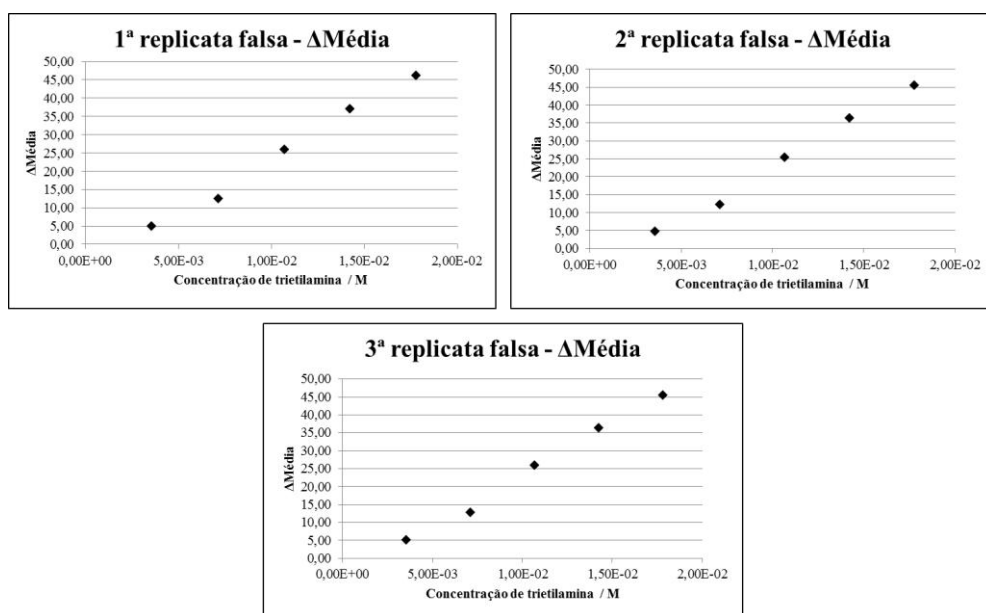 1ª replicata falsa - ΔMédia
50,00
45,00
40,00
35,00
30,00
25,00
20,00
15,00
10,00
5,00
0,00
ΔMédia
0,00E+00 5,00E-03 1,00E-02 1,50E-02 2,00E-02
Concentração de trietilamina / M
2ª replicata falsa - ΔMédia
50,00
45,00
40,00
35,00
30,00
25,00
20,00
15,00
10,00
5,00
0,00
ΔMédia
0,00E+00 5,00E-03 1,00E-02 1,50E-02 2,00E-02
Concentração de trietilamina / M
3ª replicata falsa - ΔMédia
50,00
45,00
40,00
35,00
30,00
25,00
20,00
15,00
10,00
5,00
0,00
ΔMédia
0,00E+00 5,00E-03 1,00E-02 1,50E-02 2,00E-02
Concentração de trietilamina / M